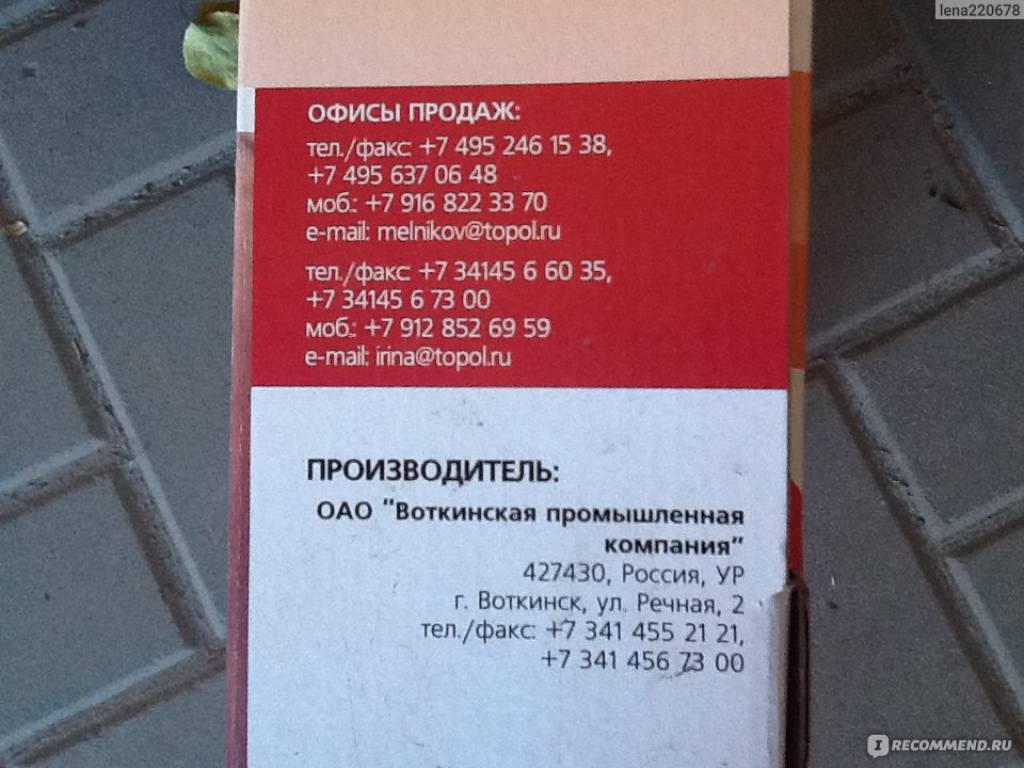 lena220678
ОФИСЫ ПРОДАЖ:
тел./факс: +7 495 246 15 38,
+7 495 637 06 48
моб.: +7 916 822 33 70
e-mail: melnikov@topol.ru
тел./факс: +7 34145 6 60 35,
+7 34145 6 73 00
моб.: +7 912 852 69 59
e-mail: irina@topol.ru
ПРОИЗВОДИТЕЛЬ:
ОАО "Воткинская промышленная
компания"
427430, Россия, УР
г. Воткинск, ул. Речная, 2
тел./факс: +7 341 455 21 21,
+7 341 456 73 00
RECOMMEND.RU